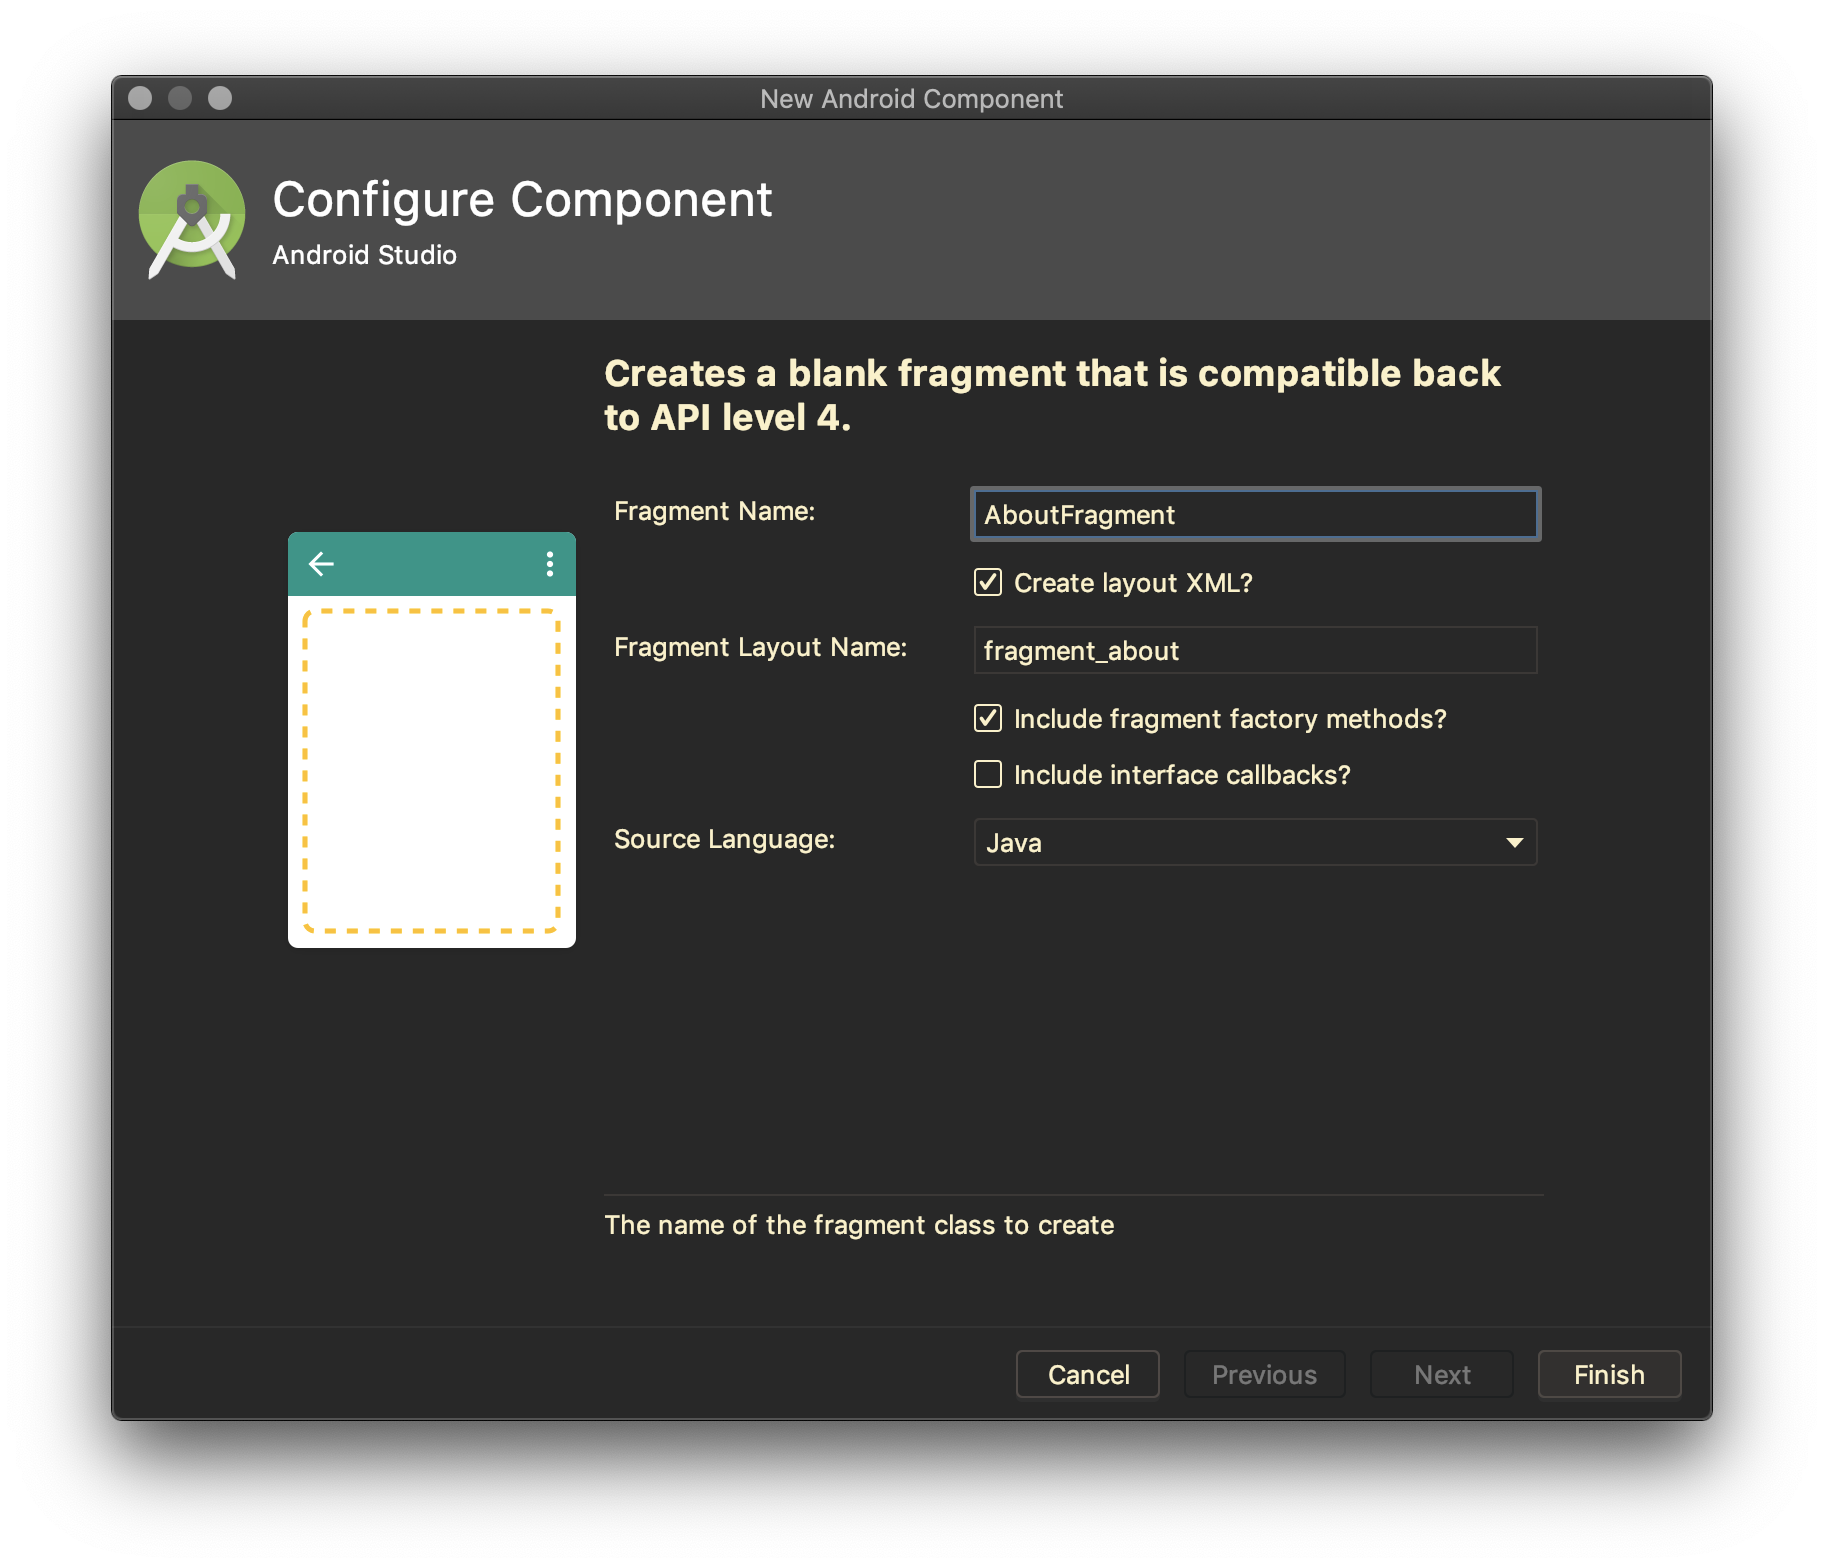 New Android Component
Configure Component
Android Studio
Creates a blank fragment that is compatible back
to API level 4.
Fragment Name:
AboutFragment
Create layout XML?
Fragment Layout Name:
fragment_about
Include fragment factory methods?
Include interface callbacks?
Source Language:
Java
The name of the fragment class to create
Cancel
Previous
Next
Finish